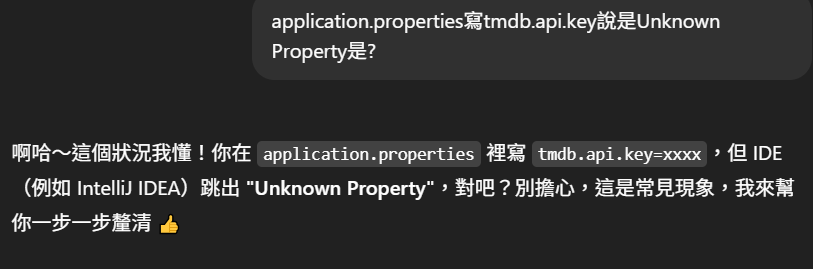 application.properties寫tmdb.api.key說是Unknown
Property是?
啊哈～這個狀況我懂！你在 application.properties 裡寫 tmdb.api.key=xxxx，但 IDE
（例如 IntelliJ IDEA）跳出 "Unknown Property"，對吧？別擔心，這是常見現象，我來幫
你一步一步釐清 👍